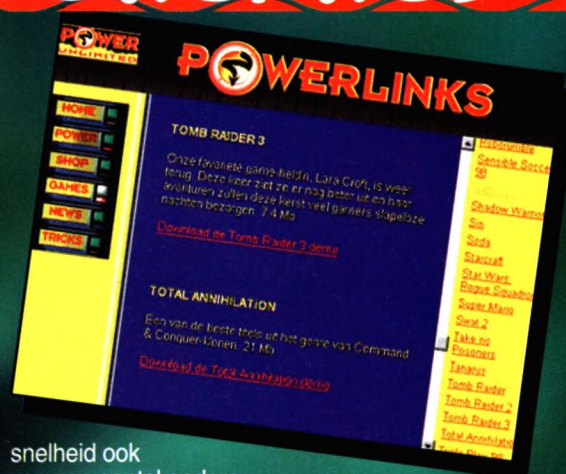 POWER
UNLIMITED
POWERLINKS
HOME
POWER
SHOP
GAMES
NEWS
TRICKS
TOMB RAIDER 3
Onze favoriete game-heldin, Lara Croft, is weer
terug. Deze keer ziet ze er nog beter uit en haar
avonturen zullen deze kerst veel gamers slapeloze
nachten bezorgen. 7.4 Mb
Download de Tomb Raider 3 demo
TOTAL ANNIHILATION
Een van de beste titels uit het genre van Command
& Conquer-klonen. 21 Mb
Download de Total Annihilation demo
Roborumble
Sensible Soccer
98
Shadow Warrior
Sin
Soda
Starcraft
Star Wars:
Rogue Squadron
Super Mario
Swat 2
Take no
Prisoners
Tanarus
Tomb Raider
Tomb Raider 2
Tomb Raider 3
Total Annihilation
snelheid ook